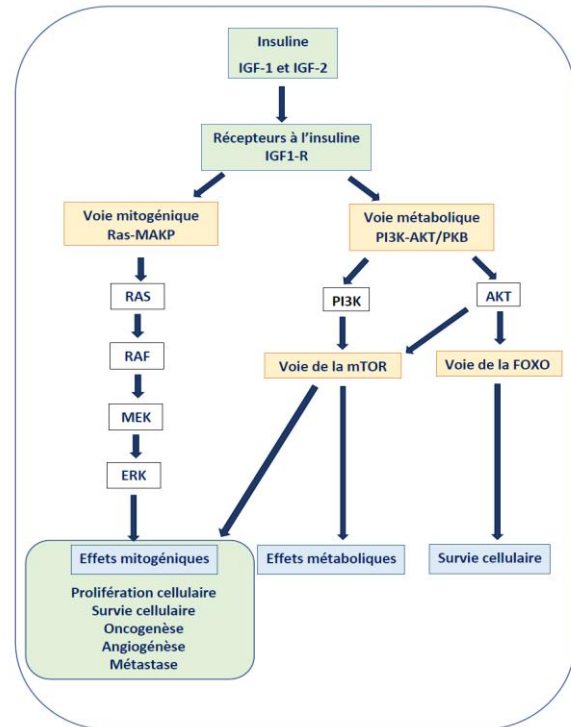 Insuline
IGF-1 et IGF-2
Récepteurs à l'insuline
IGF1-R
Voie mitogénique
Ras-MAKP
Voie métabolique
PI3K-AKT/PKB
RAS
PI3K
AKT
RAF
Voie de la mTOR
Voie de la FOXO
MEK
ERK
Effets mitogéniques
Effets métaboliques
Survie cellulaire
Prolifération cellulaire
Survie cellulaire
Oncogenèse
Angiogénèse
Métastase